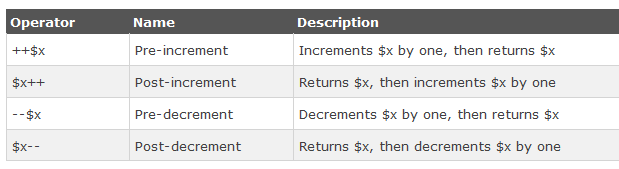 Operator Name Description
++$x Pre-increment Increments $x by one, then returns $x
$x++ Post-increment Returns $x, then increments $x by one
--$x Pre-decrement Decrements $x by one, then returns $x
$x-- Post-decrement Returns $x, then decrements $x by one